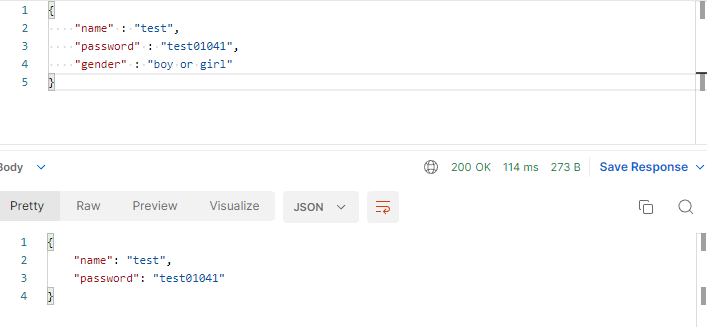 1 {
2 "name" : "test",
3 "password" : "test01041",
4 "gender" : "boy or girl"
5 }
Body 200 OK 114 ms 273 B Save Response
Pretty Raw Preview Visualize JSON
1 {
2 "name": "test",
3 "password": "test01041"
4 }